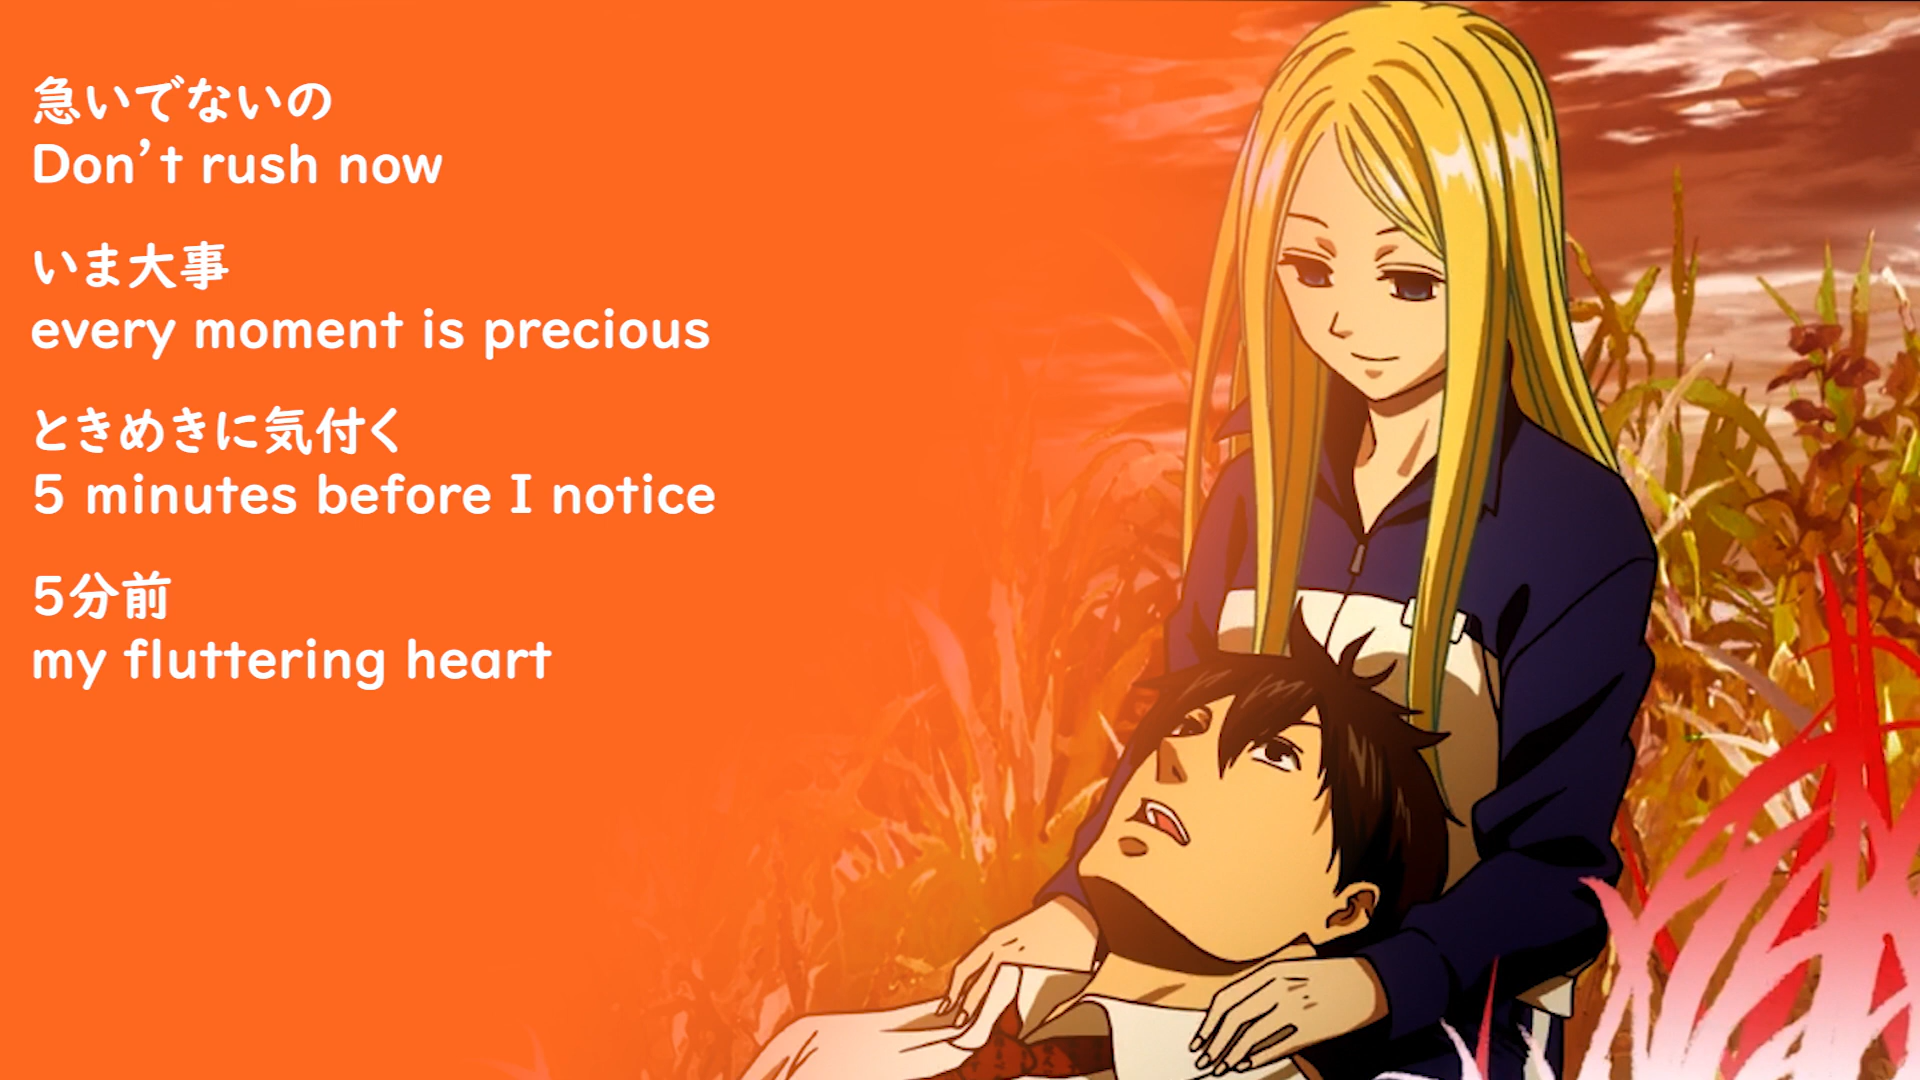 急いでないの
Don’t rush now
いま大事
every moment is precious
ときめきに気付く
5 minutes before I notice
5分前
my fluttering heart